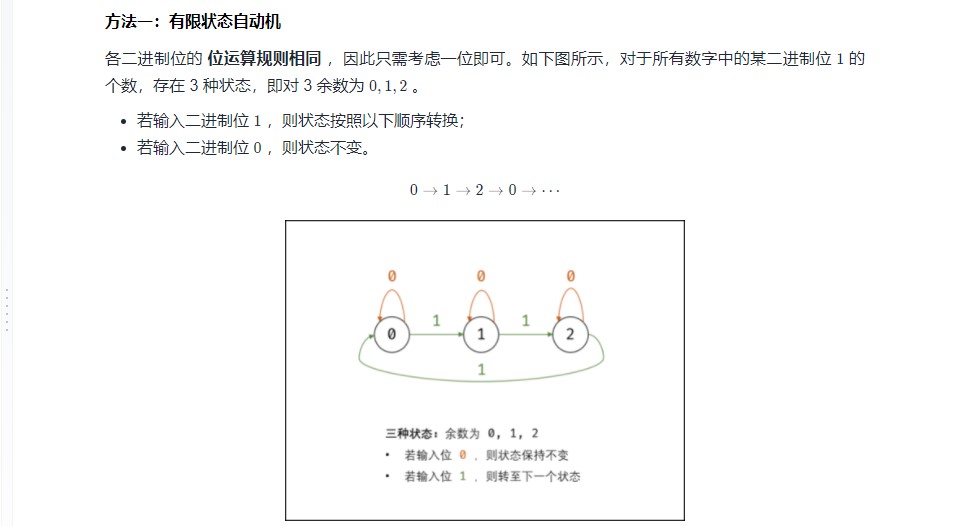 方法一：有限状态自动机
各二进制位的 位运算规则相同 ，因此只需考虑一位即可。如下图所示，对于所有数字中的某二进制位 1 的
个数，存在 3 种状态，即对 3 余数为 0, 1, 2 。
• 若输入二进制位 1 ，则状态按照以下顺序转换；
• 若输入二进制位 0 ，则状态不变。
0 → 1 → 2 → 0 → ⋯
0 0 0
1 1
0 1 2
1
三种状态：余数为 0, 1, 2
• 若输入位 0 ，则状态保持不变
• 若输入位 1 ，则转至下一个状态